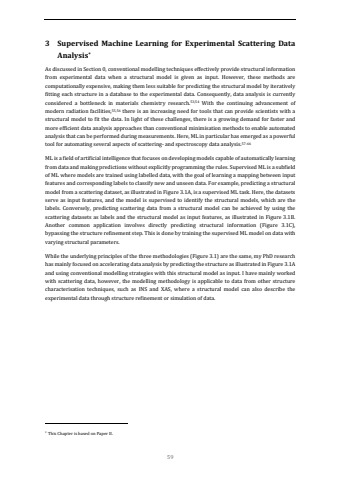 3 Supervised Machine Learning for Experimental Scattering Data
Analysis*
As discussed in Section 0, conventional modelling techniques effectively provide structural information
from experimental data when a structural model is given as input. However, these methods are
computationally expensive, making them less suitable for predicting the structural model by iteratively
fitting each structure in a database to the experimental data. Consequently, data analysis is currently
considered a bottleneck in materials chemistry research. With the continuing advancement of
modern radiation facilities, there is an increasing need for tools that can provide scientists with a
structural model to fit the data. In light of these challenges, there is a growing demand for faster and
more efficient data analysis approaches than conventional minimisation methods to enable automated
analysis that can be performed during measurements. Here, ML in particular has emerged as a powerful
tool for automating several aspects of scattering- and spectroscopy data analysis.
ML is a field of artificial intelligence that focuses on developing models capable of automatically learning
from data and making predictions without explicitly programming the rules. Supervised ML is a subfield
of ML where models are trained using labelled data, with the goal of learning a mapping between input
features and corresponding labels to classify new and unseen data. For example, predicting a structural
model from a scattering dataset, as illustrated in Figure 3.1A, is a supervised ML task. Here, the datasets
serve as input features, and the model is supervised to identify the structural models, which are the
labels. Conversely, predicting scattering data from a structural model can be achieved by using the
scattering datasets as labels and the structural model as input features, as illustrated in Figure 3.1B.
Another common application involves directly predicting structural information (Figure 3.1C),
bypassing the structure refinement step. This is done by training the supervised ML model on data with
varying structural parameters.
While the underlying principles of the three methodologies (Figure 3.1) are the same, my PhD research
has mainly focused on accelerating data analysis by predicting the structure as illustrated in Figure 3.1A
and using conventional modelling strategies with this structural model as input. I have mainly worked
with scattering data, however, the modelling methodology is applicable to data from other structure
characterisation techniques, such as INS and XAS, where a structural model can also describe the
experimental data through structure refinement or simulation of data.
* This Chapter is based on Paper II.
59